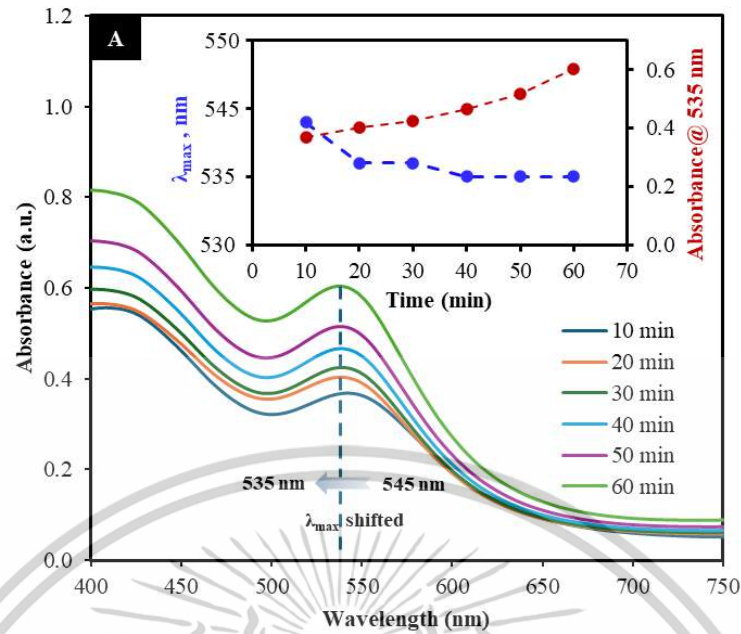 A
1.2
1.0
0.8
0.6
0.4
0.2
0.0
Absorbance (a.u.)
400 450 500 550 600 650 700 750
Wavelength (nm)
550
545
535
530
λmax , nm
0 10 20 30 40 50 60 70
Time (min)
0.6
0.4
0.2
0.0
Absorbance@ 535 nm
10 min
20 min
30 min
40 min
50 min
60 min
535 nm 545 nm
λmax shifted